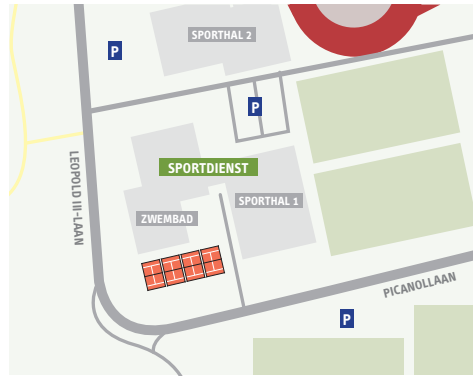 SPORTHAL 2
P
P
SPORTDIENST
LEOPOLD III-LAAN
SPORTHAL 1
ZWEMBAD
PICANOLLAAN
P